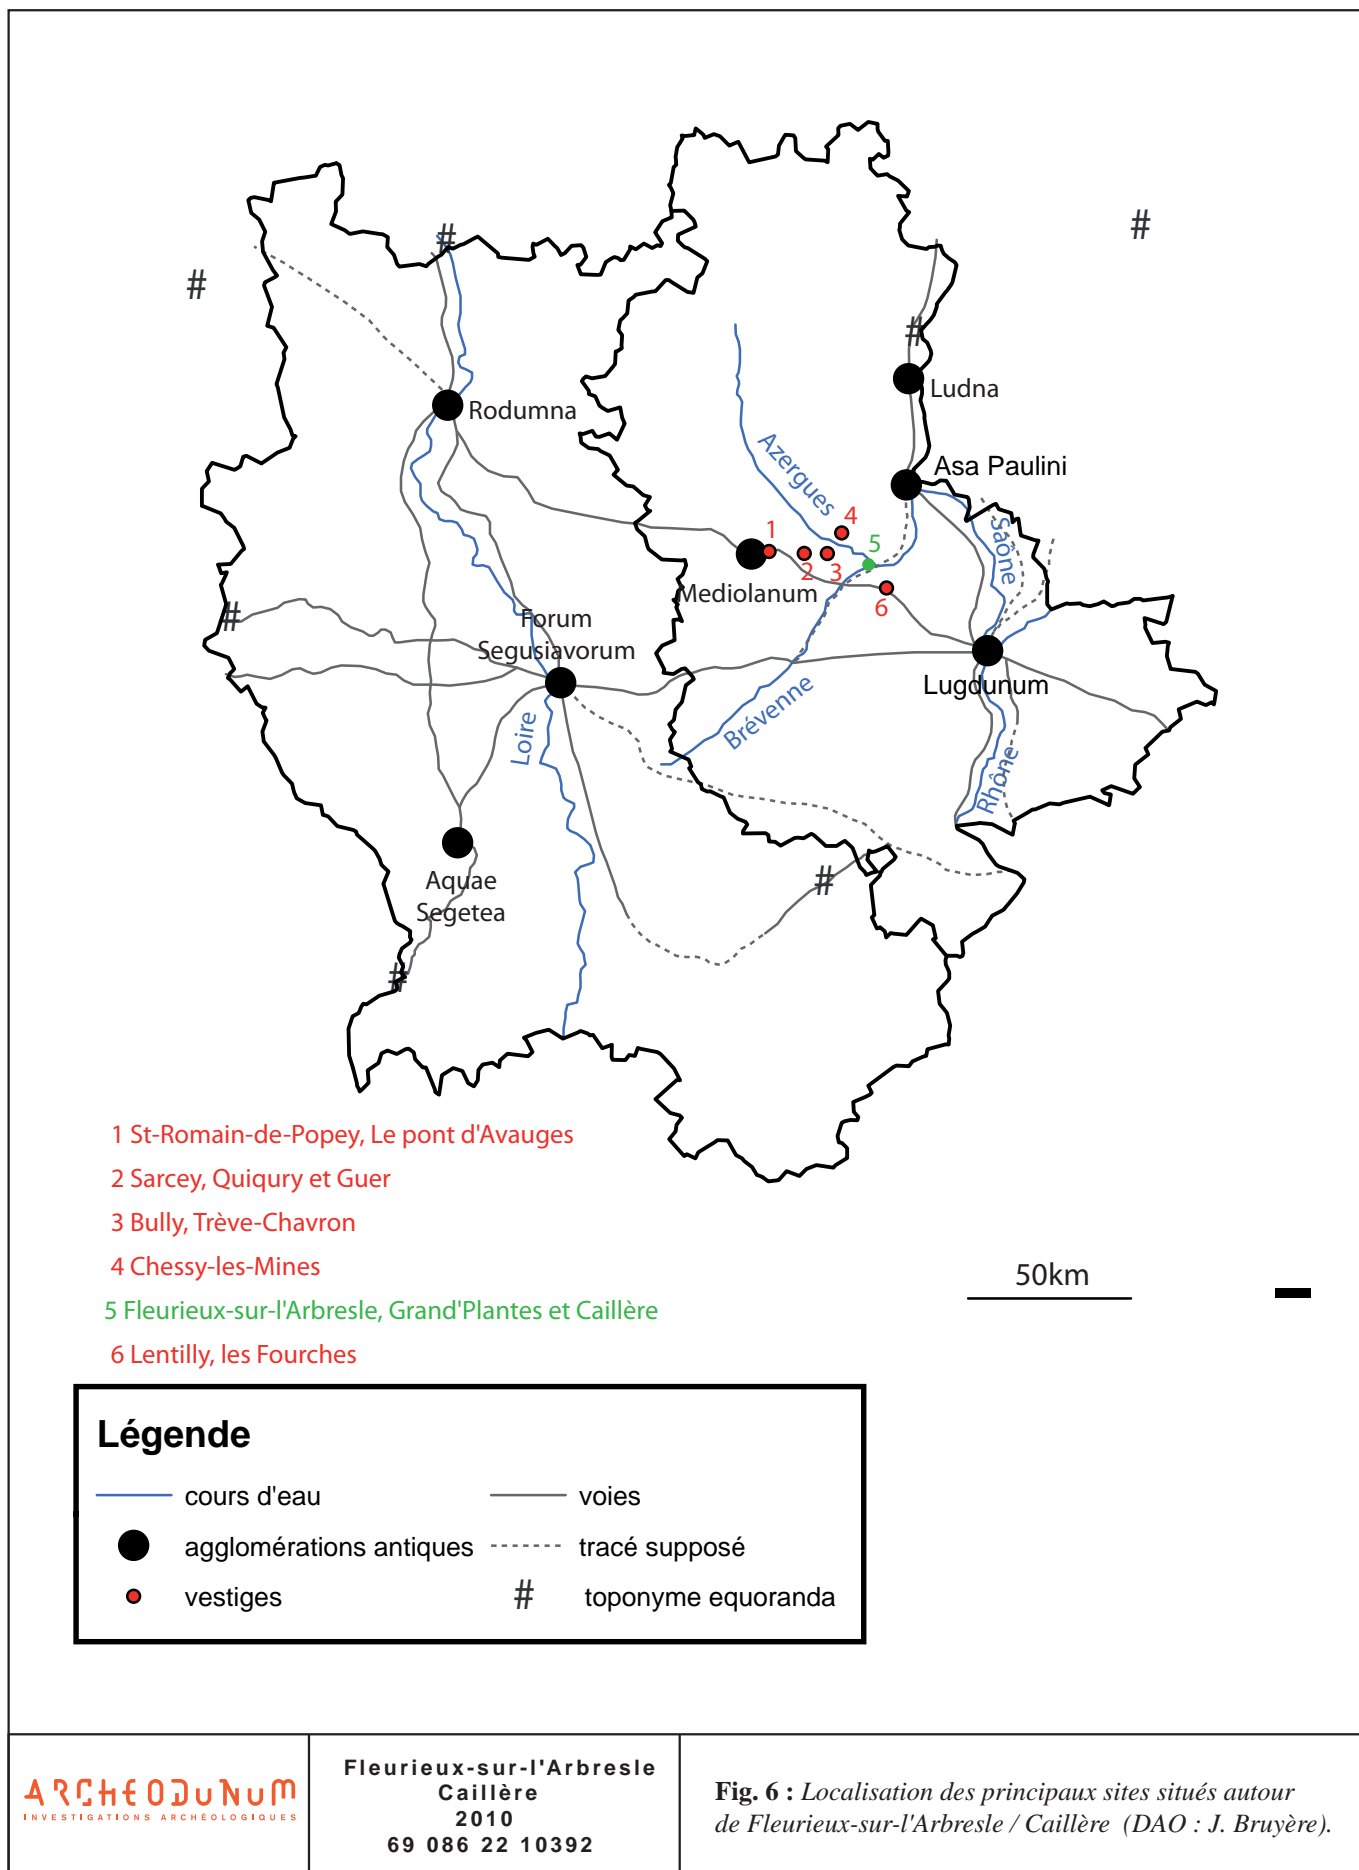 #
#
#
#
Ludna
Rodumna
Azergues
Asa Paulini
Saône
1
2
3
4
5
6
Mediolanum
#
Forum
Segusiavorum
Lugdunum
Brévenne
Loire
Rhône
Aquae
Segetea
#
#
1 St-Romain-de-Popey, Le pont d'Avauges
2 Sarcey, Quiqury et Guer
3 Bully, Trève-Chavron
4 Chessy-les-Mines
5 Fleurieux-sur-l'Arbresle, Grand'Plantes et Caillère
6 Lentilly, les Fourches
50km
Légende
cours d'eau
voies
agglomérations antiques
tracé supposé
vestiges
# toponyme equoranda
ARCHEODUNUM
INVESTIGATIONS ARCHÉOLOGIQUES
Fleurieux-sur-l'Arbresle
Caillère
2010
69 086 22 10392
Fig. 6 : Localisation des principaux sites situés autour
de Fleurieux-sur-l'Arbresle / Caillère (DAO : J. Bruyère).